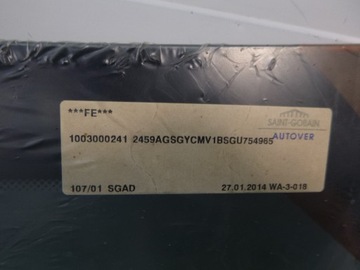 ***FE***
SAINT-GOBAIN
AUTOVER
1003000241 2459AGSGYCMV1BSGU754965
107/01 SGAD
27.01.2014 WA-3-018